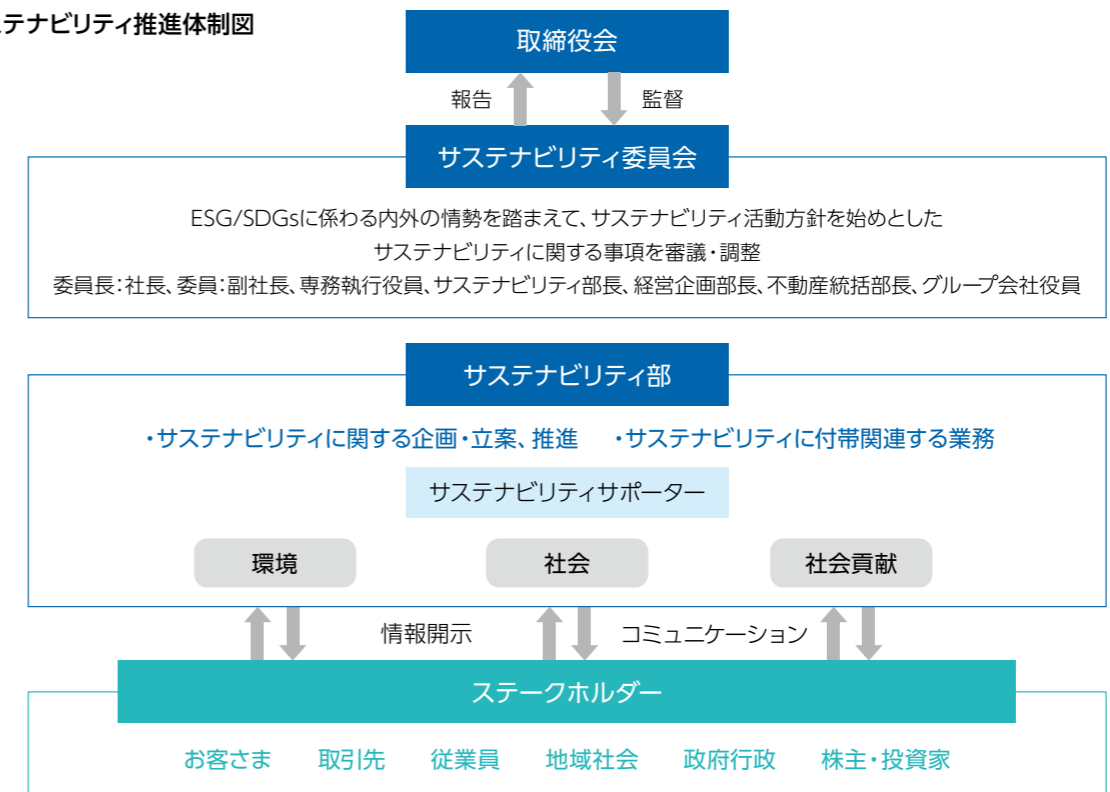 ステナビリティ推進体制図
取締役会
報告 監督
サステナビリティ委員会
ESG/SDGsに係わる内外の情勢を踏まえて、サステナビリティ活動方針を始めとした
サステナビリティに関する事項を審議・調整
委員長：社長、委員：副社長、専務執行役員、サステナビリティ部長、経営企画部長、不動産統括部長、グループ会社役員
サステナビリティ部
・サステナビリティに関する企画・立案、推進 ・サステナビリティに付帯関連する業務
サステナビリティサポーター
環境 社会 社会貢献
情報開示 コミュニケーション
ステークホルダー
お客さま 取引先 従業員 地域社会 政府行政 株主・投資家